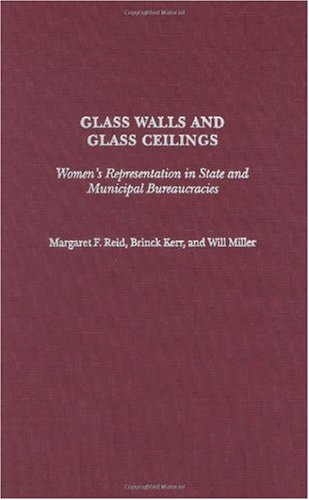 GLASS WALLS AND
GLASS CEILINGS
Women's Representation in State and
Municipal Bureaucracies
Margaret F. Reid, Brinck Kerr, and Will Miller